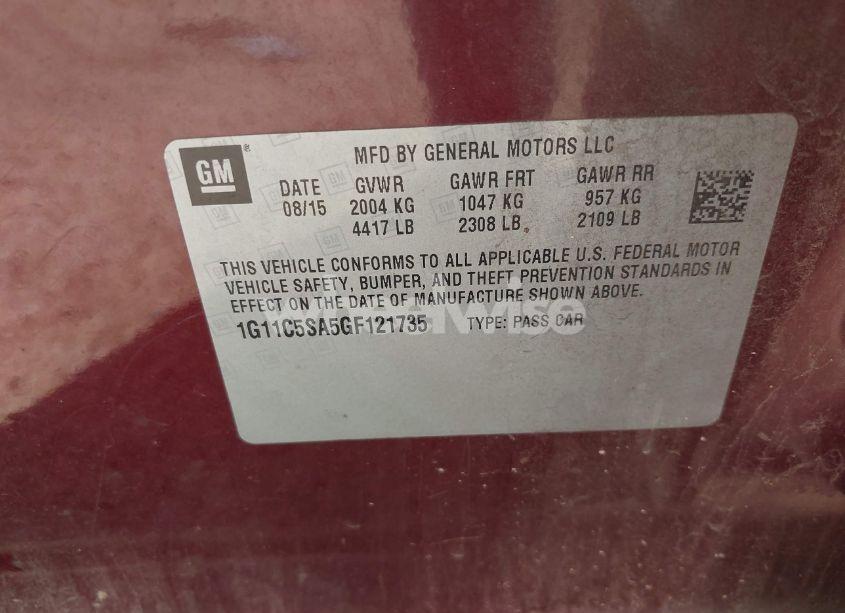 GM
MFD BY GENERAL MOTORS LLC
DATE GVWR GAWR FRT GAWR RR
08/15 2004 KG 1047 KG 957 KG
4417 LB 2308 LB 2109 LB
THIS VEHICLE CONFORMS TO ALL APPLICABLE U.S. FEDERAL MOTOR
VEHICLE SAFETY, BUMPER, AND THEFT PREVENTION STANDARDS IN
EFFECT ON THE DATE OF MANUFACTURE SHOWN ABOVE.
1G11C5SA5GF121735 TYPE: PASS CAR